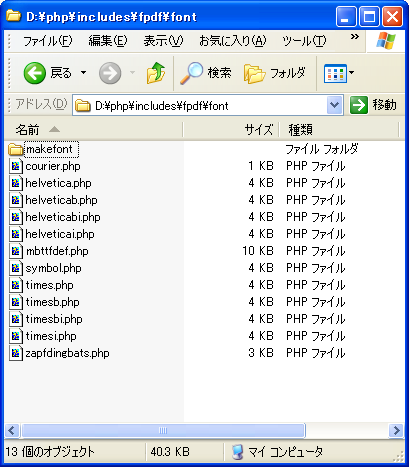 D:¥php¥includes¥fpdf¥font
ファイル(F) 編集(E) 表示(V) お気に入り(A) ツール(T) »
戻る 検索 フォルダ
アドレス(D) D:¥php¥includes¥fpdf¥font 移動
名前 サイズ 種類
makefont ファイル フォルダ
courier.php 1 KB PHP ファイル
helvetica.php 4 KB PHP ファイル
helveticab.php 4 KB PHP ファイル
helveticabi.php 4 KB PHP ファイル
helveticai.php 4 KB PHP ファイル
mbttfdef.php 10 KB PHP ファイル
symbol.php 4 KB PHP ファイル
times.php 4 KB PHP ファイル
timesb.php 4 KB PHP ファイル
timesbi.php 4 KB PHP ファイル
timesi.php 4 KB PHP ファイル
zapfdingbats.php 3 KB PHP ファイル
13 個のオブジェクト 40.3 KB マイ コンピュータ